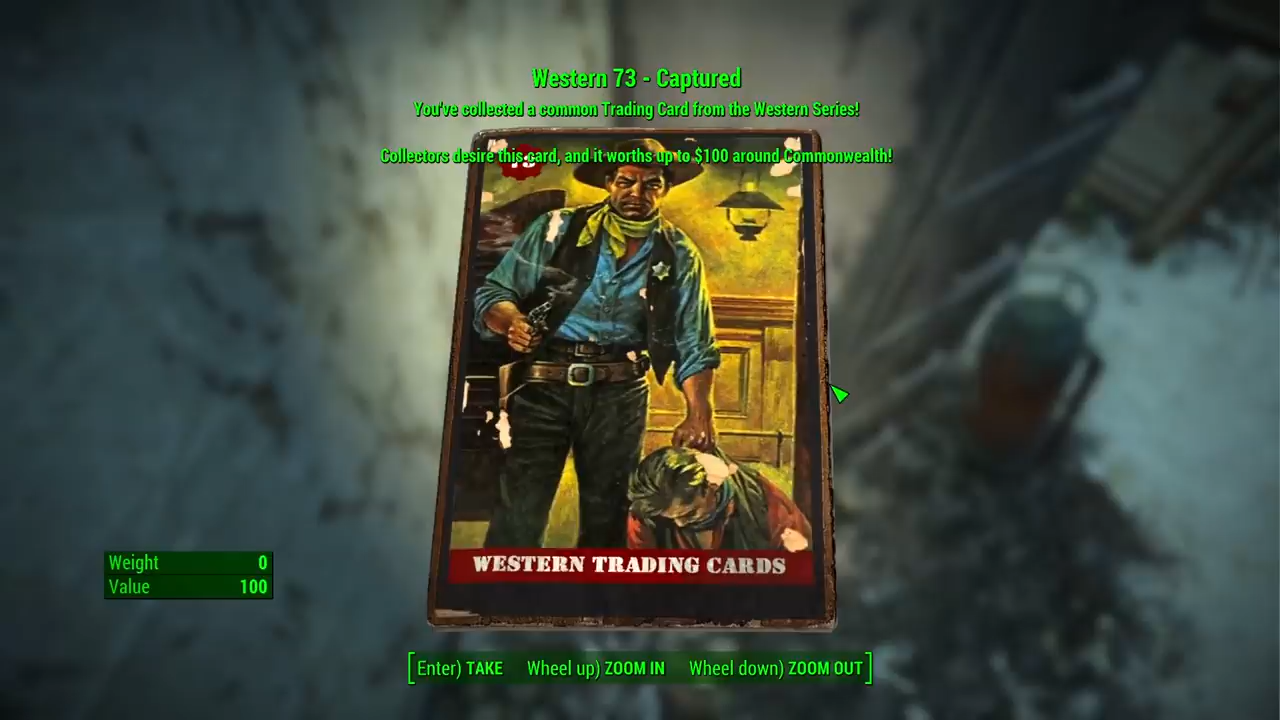 Western 73 - Captured
You've collected a common Trading Card from the Western Series!
Collectors desire this card, and it worths up to $100 around Commonwealth!
WESTERN TRADING CARDS
Weight 0
Value 100
[Enter) TAKE Wheel up) ZOOM IN Wheel down) ZOOM OUT]